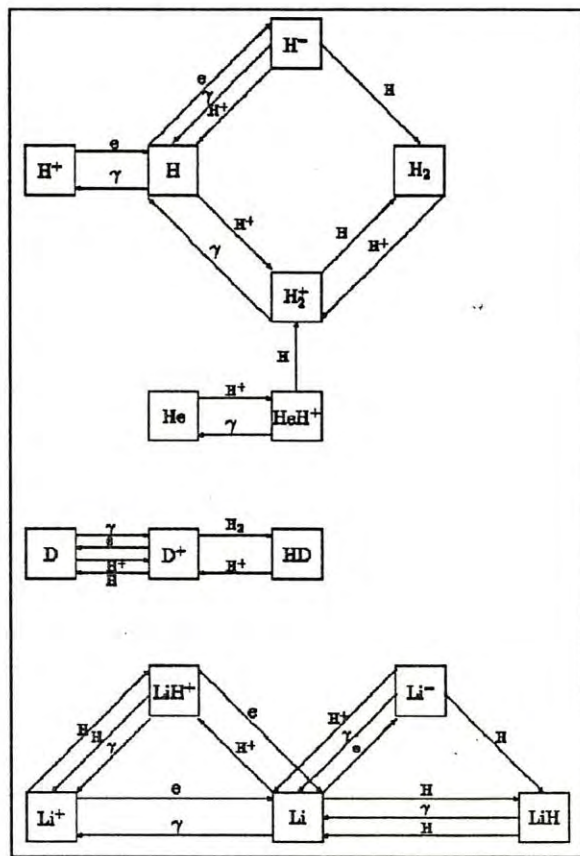 H⁻
e
γ
H⁺
H
e
H⁺ H H₂
γ
H⁺ H H⁺
γ
H₂⁺
H
H⁺
He HeH⁺
γ
γ H₂
e
D D⁺ HD
H⁺ H⁺
H
LiH⁺ Li⁻
e H⁺
H H γ
γ H⁺ e H
e H
γ
Li⁺ Li LiH
γ H